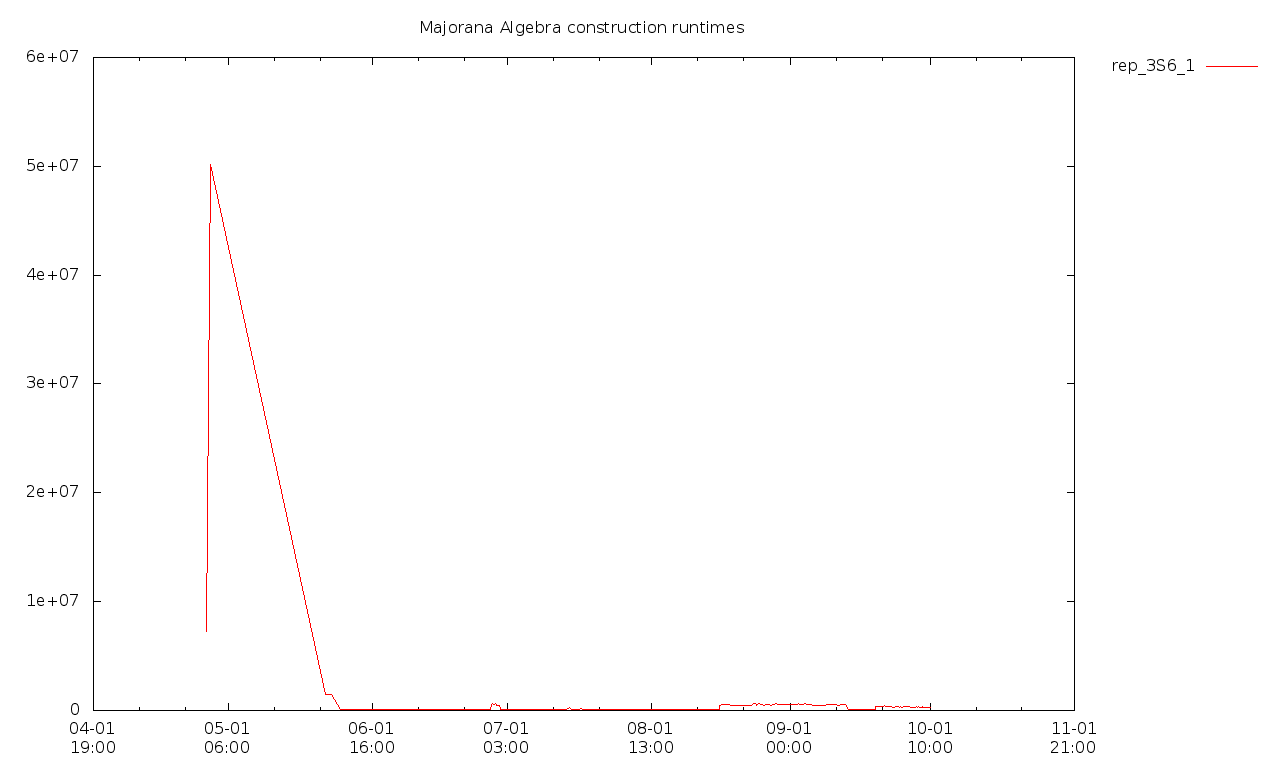 Majorana Algebra construction runtimes
rep_3S6_1
6e+07
5e+07
4e+07
3e+07
2e+07
1e+07
0
04-01 05-01 06-01 07-01 08-01 09-01 10-01 11-01
19:00 06:00 16:00 03:00 13:00 00:00 10:00 21:00